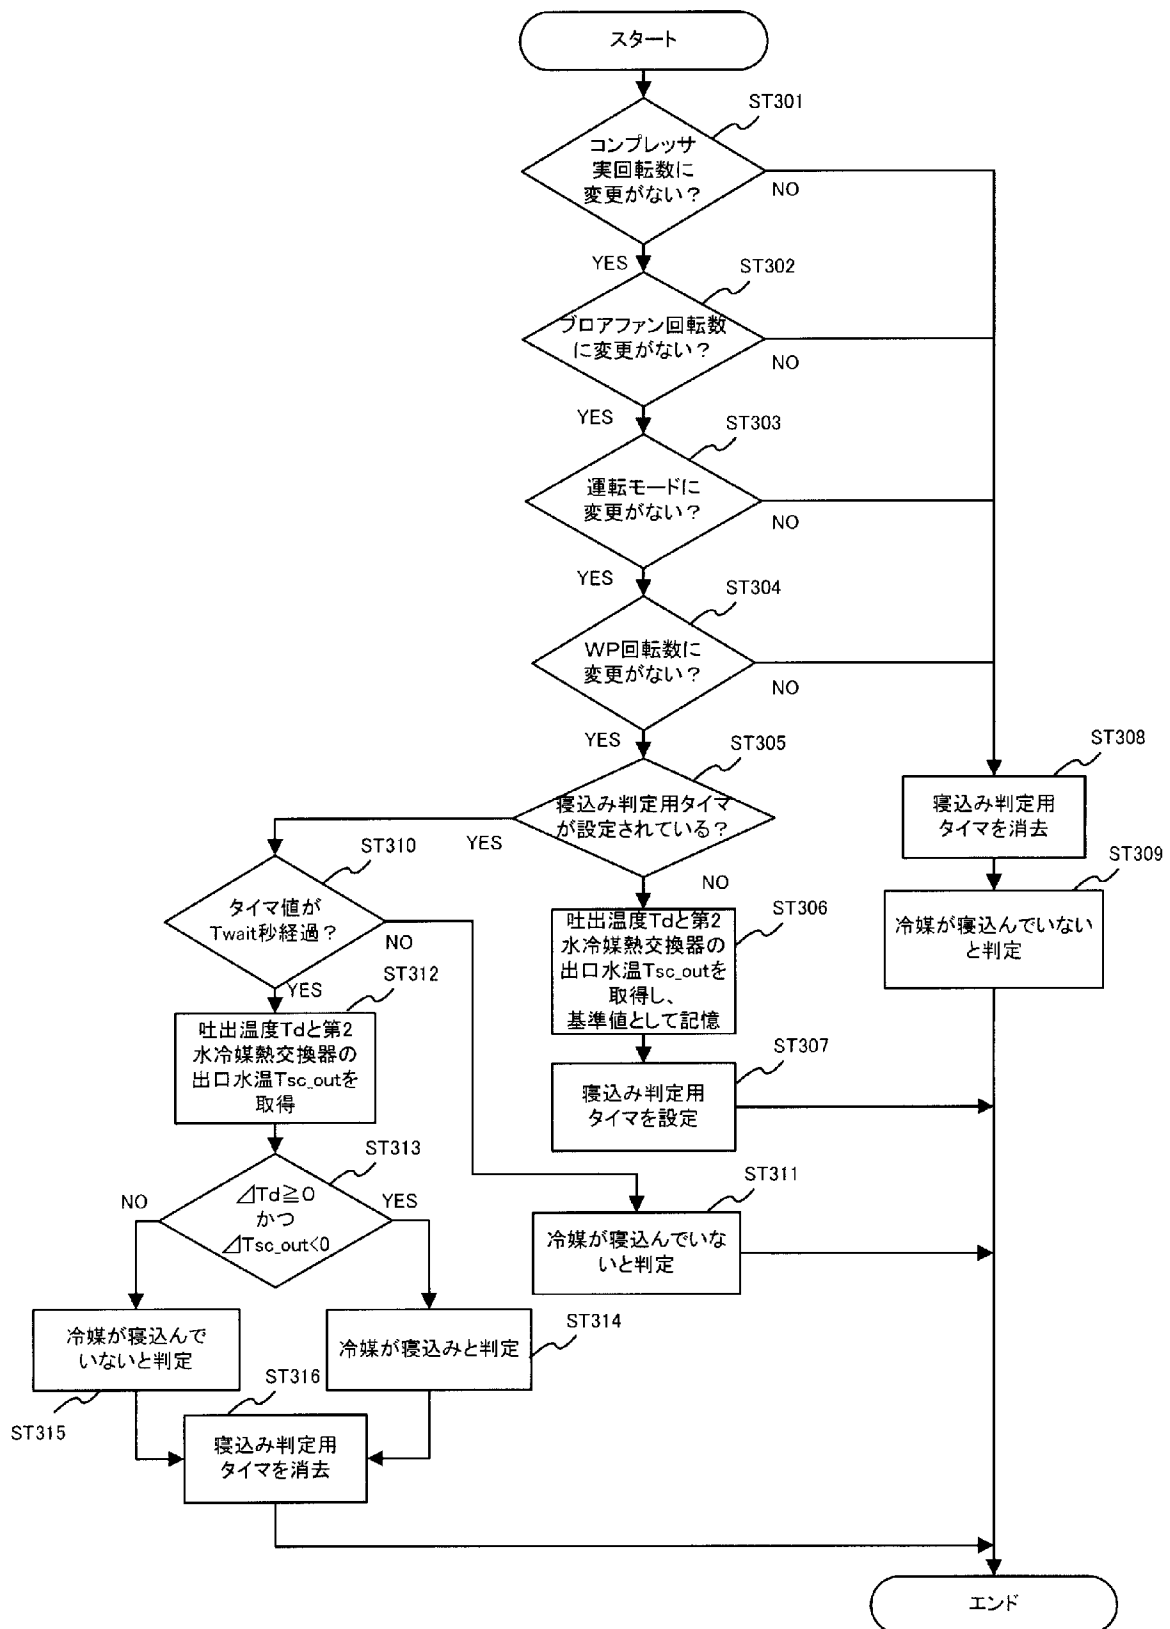 スタート
ST301
コンプレッサ
実回転数に
変更がない？
NO
YES
ST302
ブロアファン回転数
に変更がない？
NO
YES
ST303
運転モードに
変更がない？
NO
YES
ST304
WP回転数に
変更がない？
NO
YES
ST305
寝込み判定用タイマ
が設定されている？
YES
NO
ST308
寝込み判定用
タイマを消去
ST309
冷媒が寝込んでいない
と判定
ST310
タイマ値が
Twait秒経過？
NO
YES
ST306
吐出温度Tdと第2
水冷媒熱交換器の
出口水温Tsc_outを
取得し、
基準値として記憶
ST312
吐出温度Tdと第2
水冷媒熱交換器の
出口水温Tsc_outを
取得
ST307
寝込み判定用
タイマを設定
ST313
⊿Td≧0
かつ
⊿Tsc_out<0
NO
YES
ST311
冷媒が寝込んでいな
いと判定
冷媒が寝込んで
いないと判定
ST315
ST314
冷媒が寝込みと判定
ST316
寝込み判定用
タイマを消去
エンド